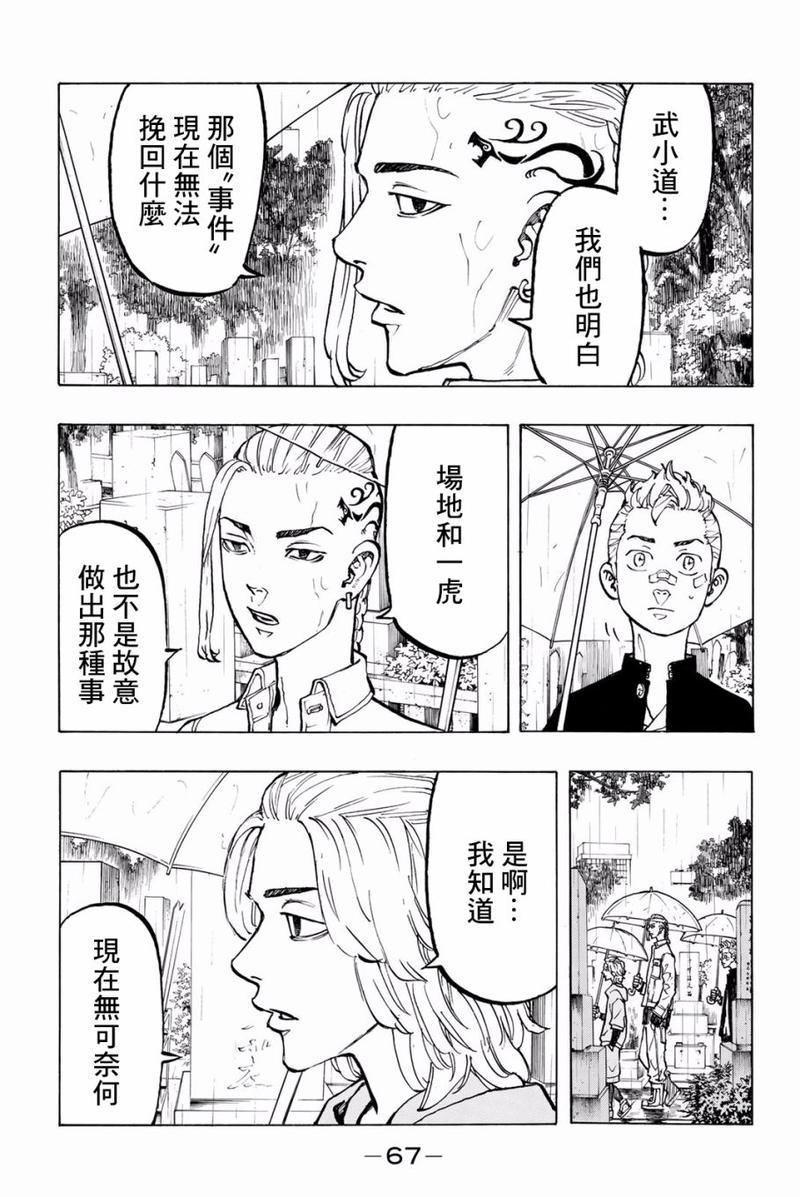 武小道…
我們也明白
那個〝事件〞
現在無法
挽回什麼
場地和一虎
也不是故意
做出那種事
是啊…
我知道
現在無可奈何
－67－